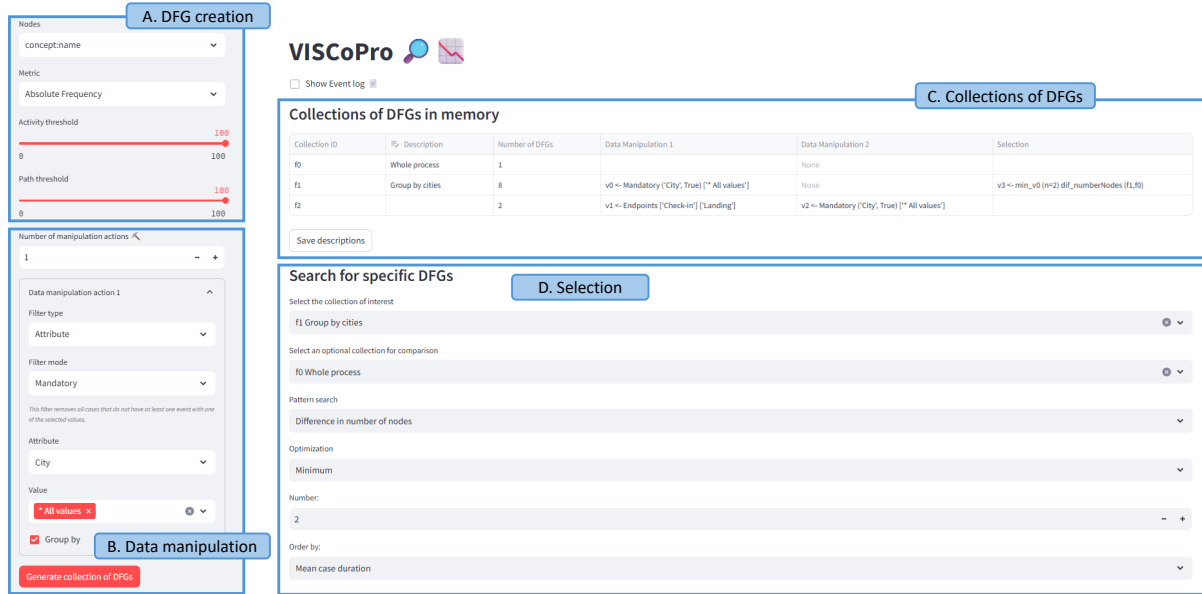 A. DFG creation
Nodes
concept:name
Metric
Absolute Frequency
Activity threshold
100
0 100
Path threshold
100
0 100
Number of manipulation actions
1 - +
Data manipulation action 1
Filter type
Attribute
Filter mode
Mandatory
This filter removes all cases that do not have at least one event with one
of the selected values.
Attribute
City
Value
* All values ×
Group by
B. Data manipulation
Generate collection of DFGs
VISCoPro
Show Event log
C. Collections of DFGs
Collections of DFGs in memory
Collection ID Description Number of DFGs Data Manipulation 1 Data Manipulation 2 Selection
f0 Whole process 1 None
f1 Group by cities 8 v0 <- Mandatory ('City', True) ['* All values'] None v3 <- min_v0 (n=2) dif_numberNodes (f1,f0)
f2 2 v1 <- Endpoints ['Check-in'] ['Landing'] v2 <- Mandatory ('City', True) ['* All values']
Save descriptions
Search for specific DFGs
D. Selection
Select the collection of interest
f1 Group by cities
Select an optional collection for comparison
f0 Whole process
Pattern search
Difference in number of nodes
Optimization
Minimum
Number:
2 - +
Order by:
Mean case duration